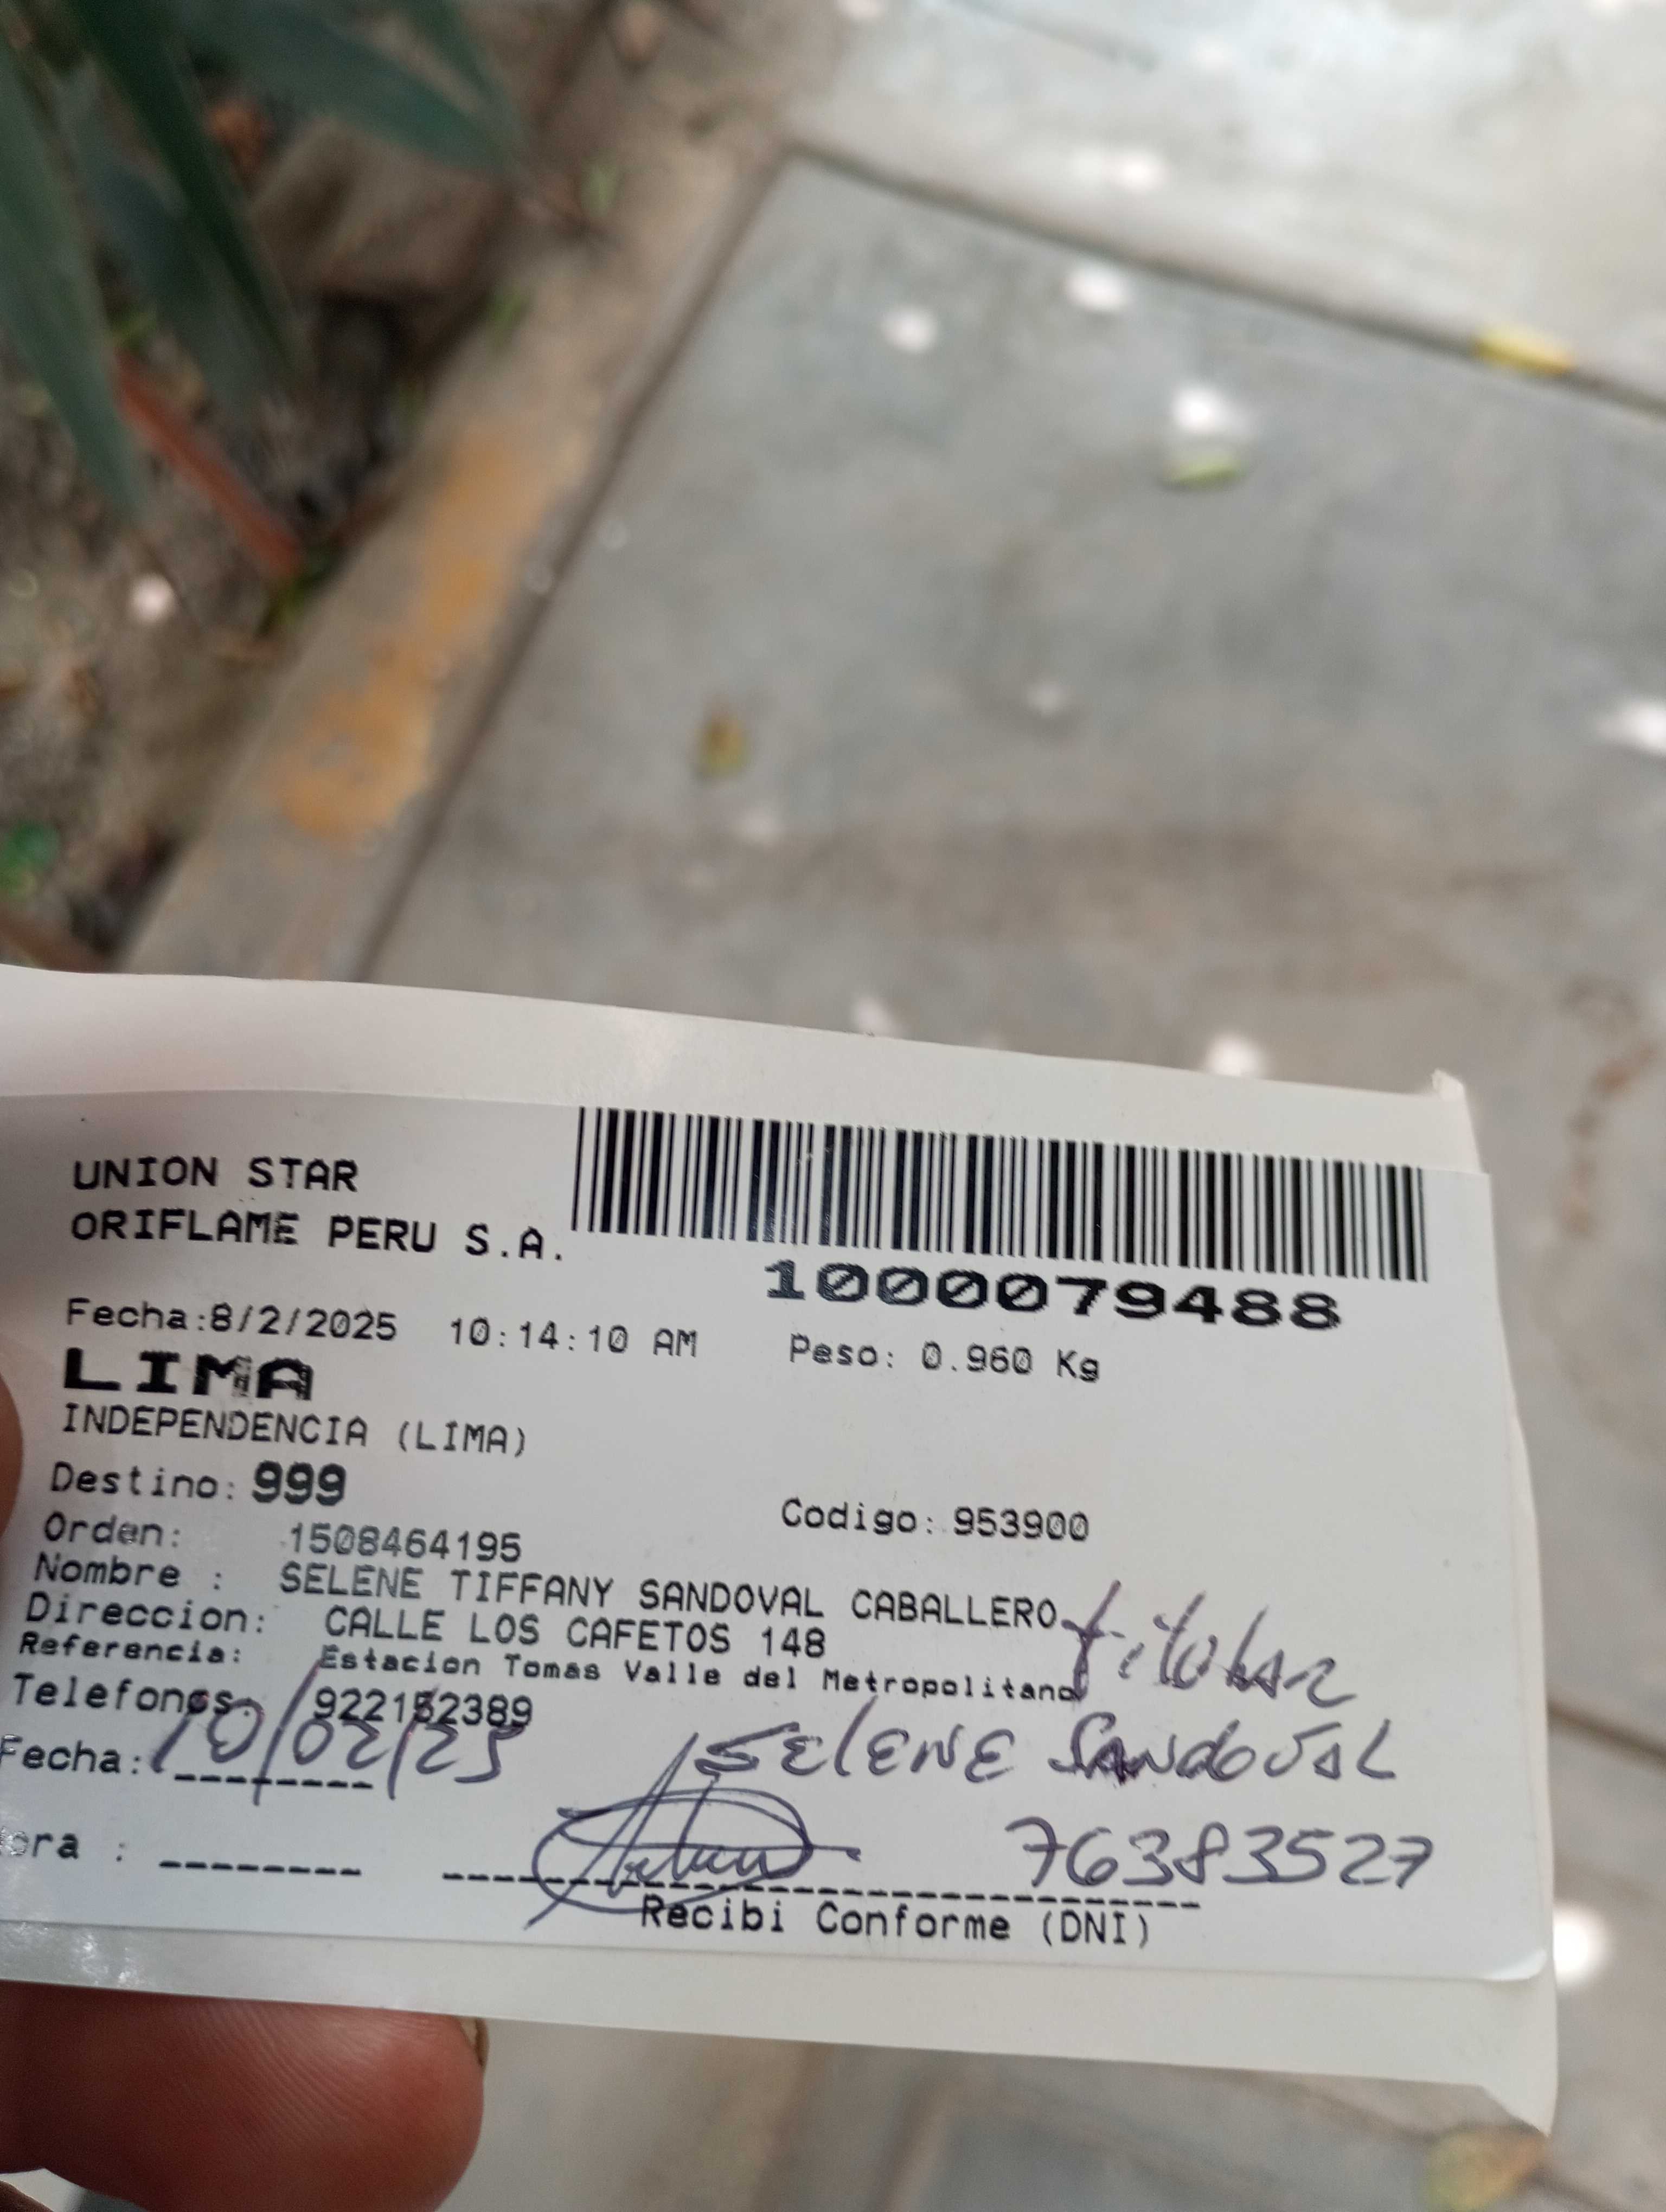 UNION STAR
ORIFLAME PERU S.A.
1000079488
Fecha:8/2/2025 10:14:10 AM Peso: 0.960 Kg
LIMA
INDEPENDENCIA (LIMA)
Destino: 999 Codigo: 953900
Orden: 1508464195
Nombre : SELENE TIFFANY SANDOVAL CABALLERO
Direccion: CALLE LOS CAFETOS 148
titular
Referencia: Estacion Tomas Valle del Metropolitano
Telefonos: 922152389
Fecha: 10/02/25 SElENE SANdOVAL
ora : 76383527
Recibi Conforme (DNI)